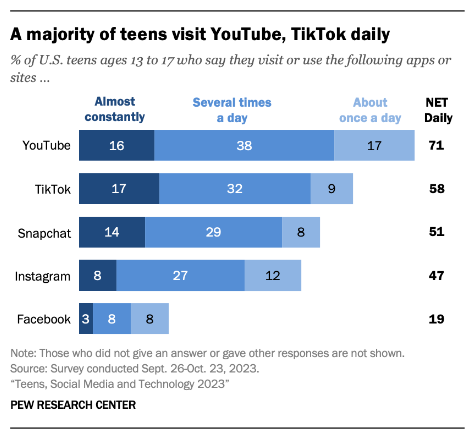 A majority of teens visit YouTube, TikTok daily
% of U.S. teens ages 13 to 17 who say they visit or use the following apps or
sites ...
Almost constantly Several times a day About once a day NET Daily
YouTube 16 38 17 71
TikTok 17 32 9 58
Snapchat 14 29 8 51
Instagram 8 27 12 47
Facebook 3 8 8 19
Note: Those who did not give an answer or gave other responses are not shown.
Source: Survey conducted Sept. 26-Oct. 23, 2023.
“Teens, Social Media and Technology 2023”
PEW RESEARCH CENTER